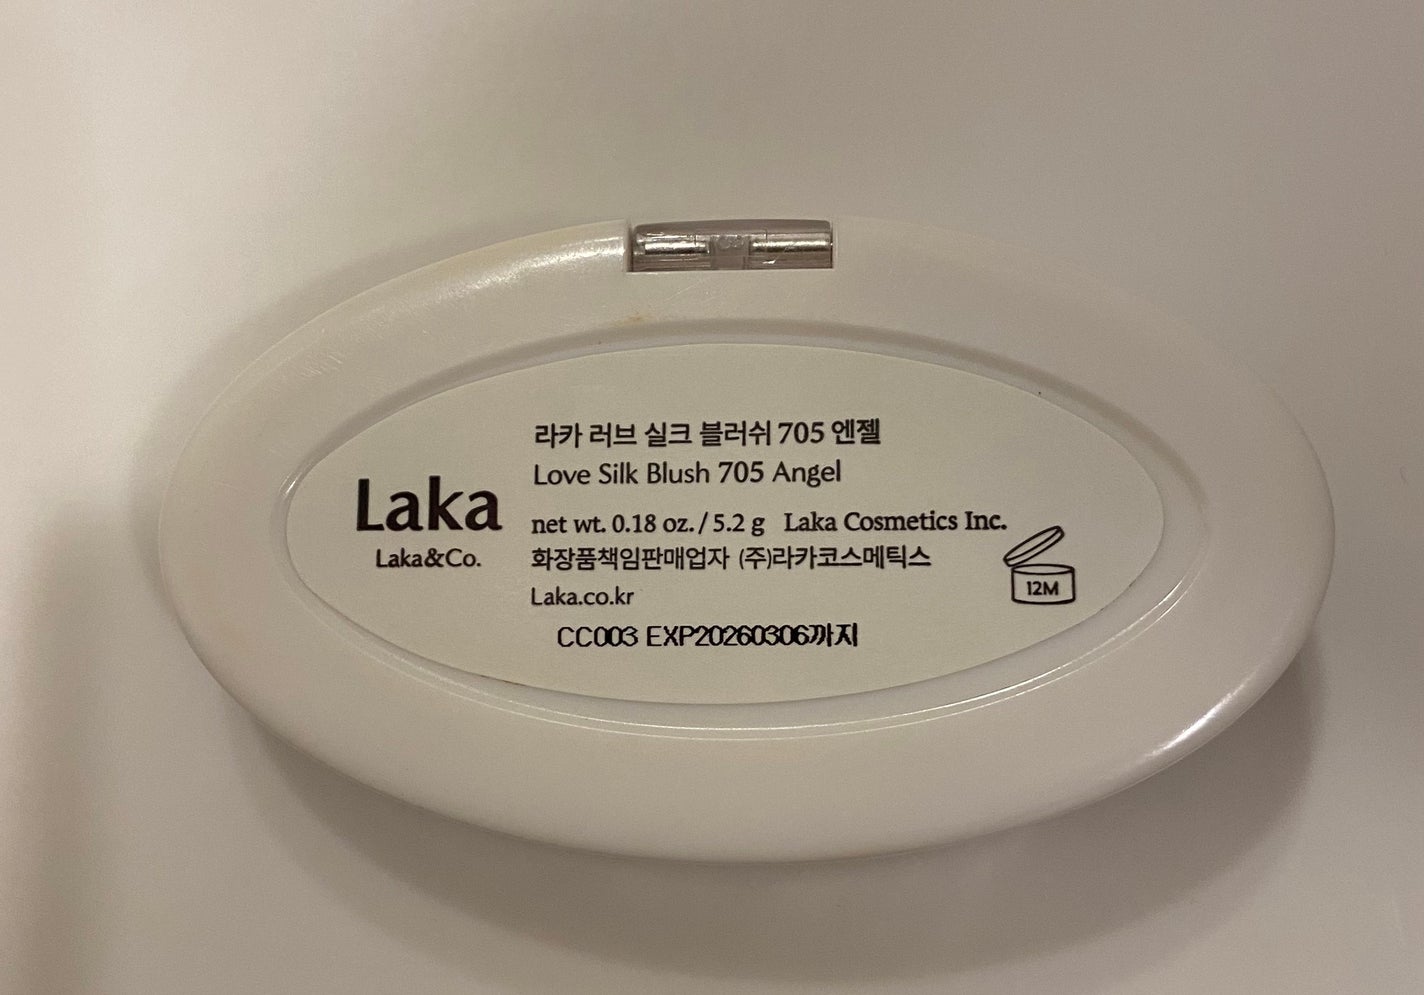 Laka
Laka&Co.
라카 러브 실크 블러쉬 705 엔젤
Love Silk Blush 705 Angel
net wt. 0.18 oz. / 5.2 g Laka Cosmetics Inc.
화장품책임판매업자 (주)라카코스메틱스
Laka.co.kr
CC003 EXP20260306까지
12M